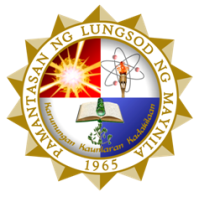 PAMANTASAN NG LUNGSOD NG MAYNILA
Karunungan Kaunlaran Kadakilaan
1965